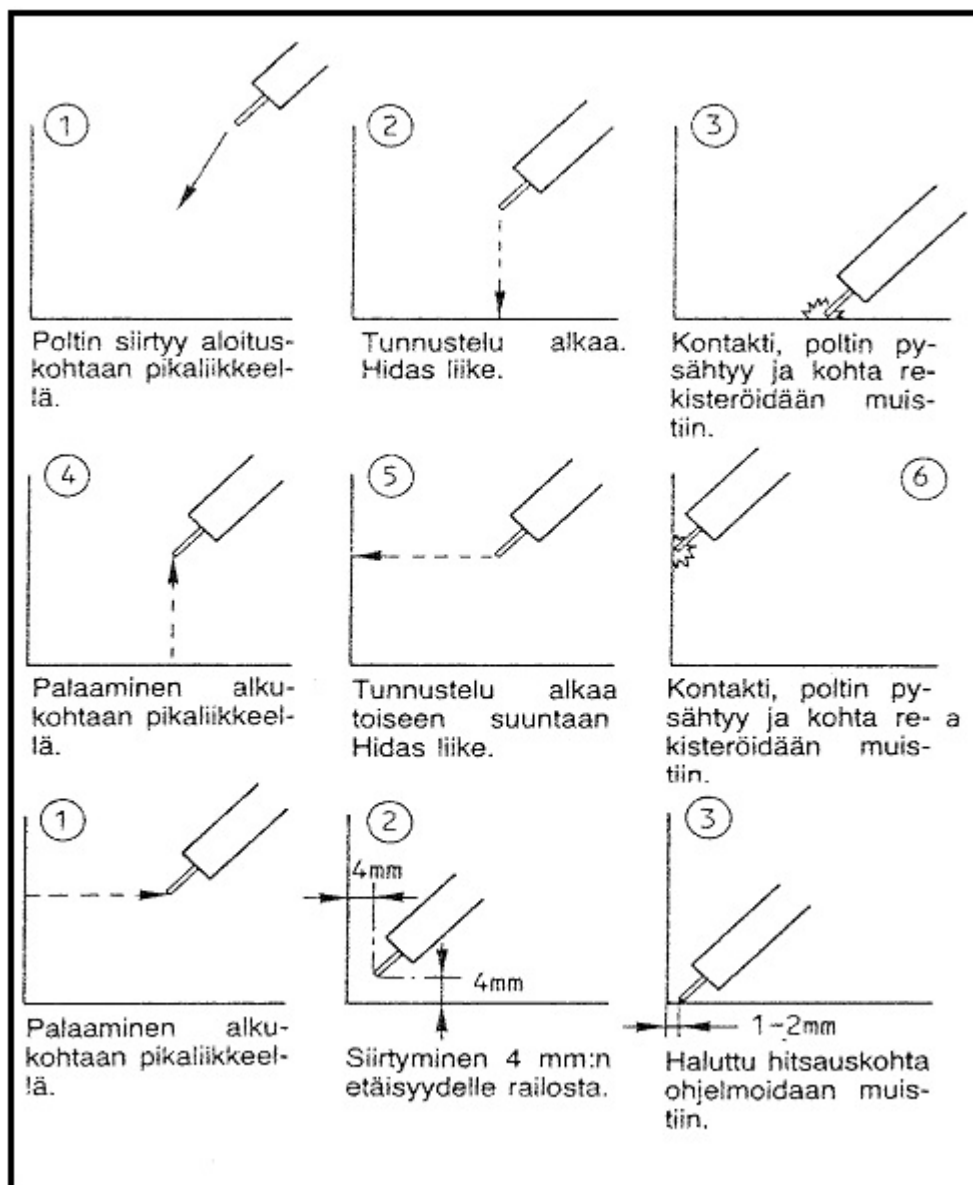 1
Poltin siirtyy aloitus-
kohtaan pikaliikkeel-
lä.
2
Tunnustelu alkaa.
Hidas liike.
3
Kontakti, poltin py-
sähtyy ja kohta re-
kisteröidään muis-
tiin.
4
Palaaminen alku-
kohtaan pikaliikkeel-
lä.
5
Tunnustelu alkaa
toiseen suuntaan
Hidas liike.
6
Kontakti, poltin py-
sähtyy ja kohta re- a
kisteröidään muis-
tiin.
1
Palaaminen alku-
kohtaan pikaliikkeel-
lä.
2
4mm
4mm
Siirtyminen 4 mm:n
etäisyydelle railosta.
3
1-2mm
Haluttu hitsauskohta
ohjelmoidaan muis-
tiin.